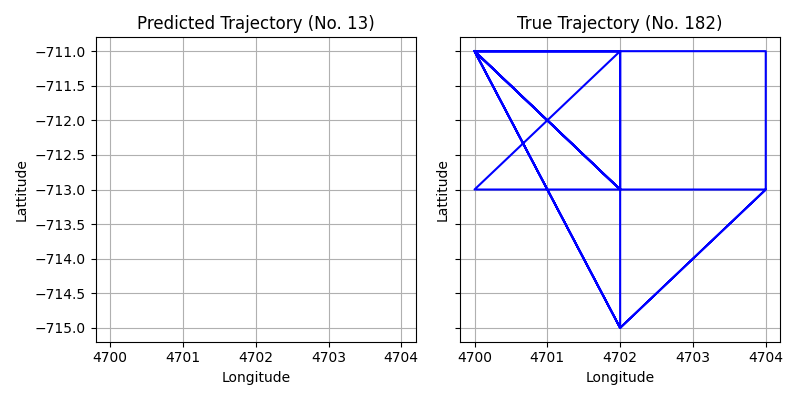 Predicted Trajectory (No. 13)
−711.0
−711.5
−712.0
−712.5
−713.0
−713.5
−714.0
−714.5
−715.0
Lattitude
4700 4701 4702 4703 4704
Longitude
True Trajectory (No. 182)
Lattitude
4700 4701 4702 4703 4704
Longitude